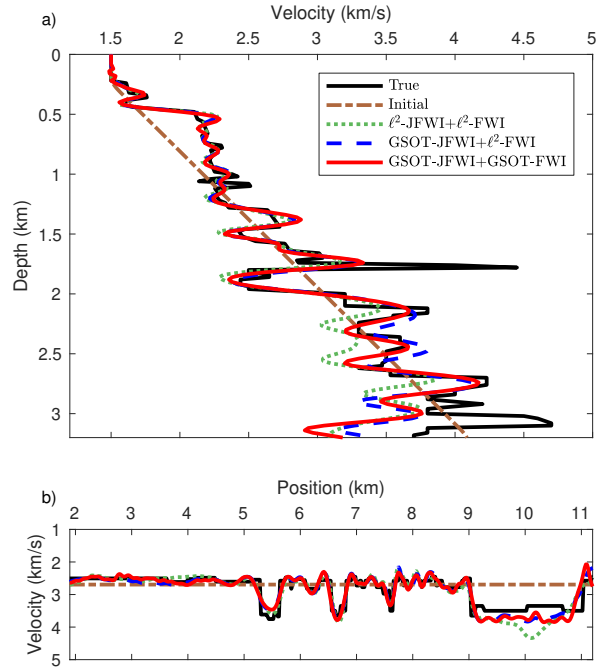 Velocity (km/s)
a)
1.5 2 2.5 3 3.5 4 4.5 5
0
0.5
1
1.5
2
2.5
3
Depth (km)
True
Initial
ℓ²-JFWI+ℓ²-FWI
GSOT-JFWI+ℓ²-FWI
GSOT-JFWI+GSOT-FWI
Position (km)
b)
2 3 4 5 6 7 8 9 10 11
1
2
3
4
5
Velocity (km/s)